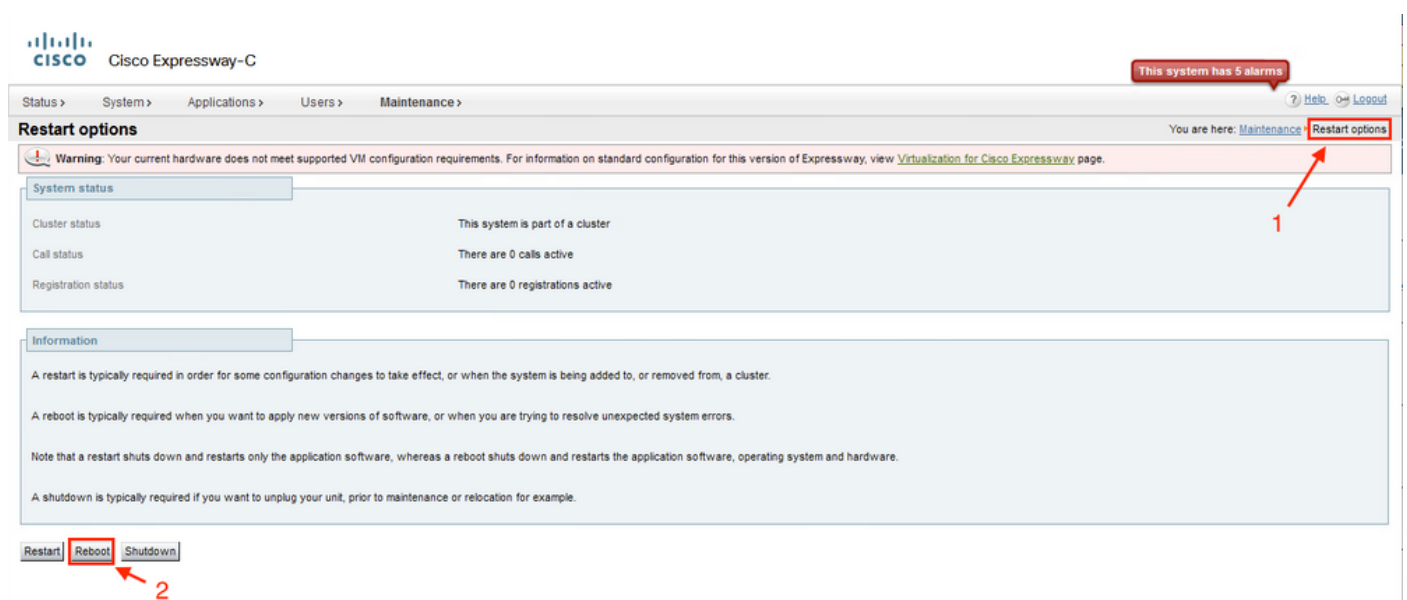 CISCO Cisco Expressway-C
This system has 5 alarms
Status > System > Applications > Users > Maintenance > ? Help Logout
Restart options You are here: Maintenance Restart options
Warning: Your current hardware does not meet supported VM configuration requirements. For information on standard configuration for this version of Expressway, view Virtualization for Cisco Expressway page.
1
System status
Cluster status This system is part of a cluster
Call status There are 0 calls active
Registration status There are 0 registrations active
Information
A restart is typically required in order for some configuration changes to take effect, or when the system is being added to, or removed from, a cluster.
A reboot is typically required when you want to apply new versions of software, or when you are trying to resolve unexpected system errors.
Note that a restart shuts down and restarts only the application software, whereas a reboot shuts down and restarts the application software, operating system and hardware.
A shutdown is typically required if you want to unplug your unit, prior to maintenance or relocation for example.
Restart Reboot Shutdown
2